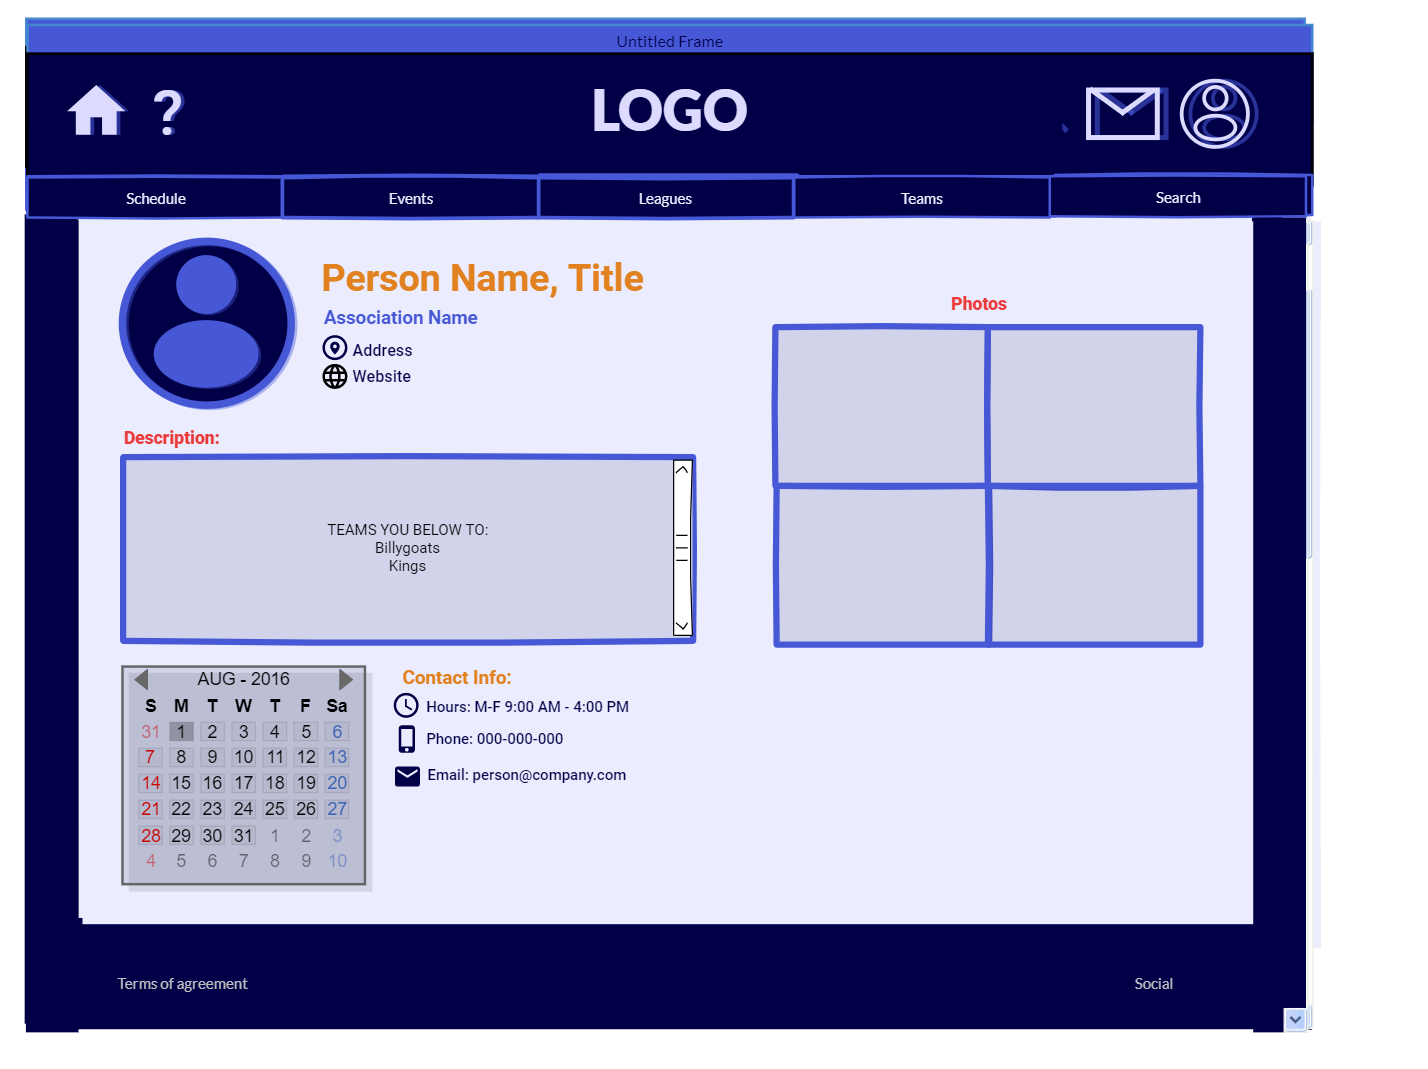 Untitled Frame
?
LOGO
Schedule Events Leagues Teams Search
Person Name, Title
Association Name
Address
Website
Photos
Description:
TEAMS YOU BELOW TO:
Billygoats
Kings
AUG - 2016
S M T W T F Sa
31 1 2 3 4 5 6
7 8 9 10 11 12 13
14 15 16 17 18 19 20
21 22 23 24 25 26 27
28 29 30 31 1 2 3
4 5 6 7 8 9 10
Contact Info:
Hours: M-F 9:00 AM - 4:00 PM
Phone: 000-000-000
Email: person@company.com
Terms of agreement Social